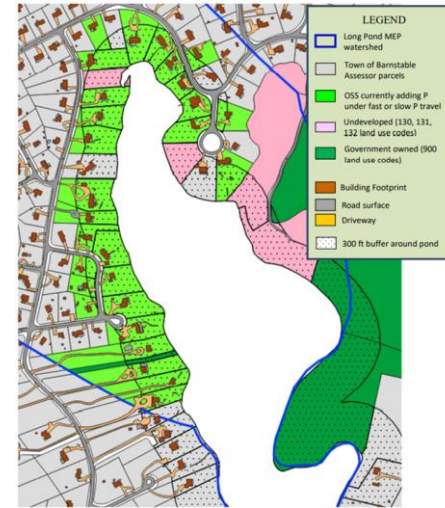 LEGEND
Long Pond MEP
watershed
Town of Barnstable
Assessor parcels
OSS currently adding P
under fast or slow P travel
Undeveloped (130, 131,
132 land use codes)
Government owned (900
land use codes)
Building Footprint
Road surface
Driveway
300 ft buffer around pond